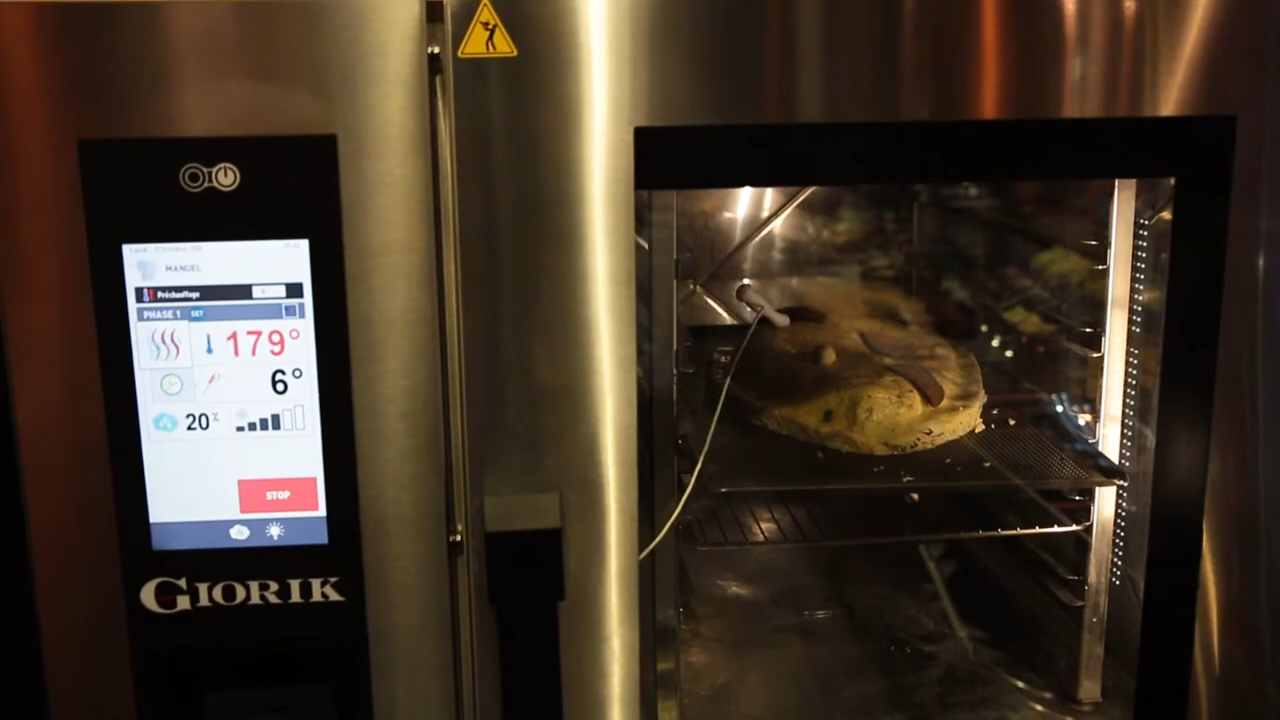 MANUEL
Préchauffage
PHASE 1 SET
179°
6°
20%
STOP
GIORIK